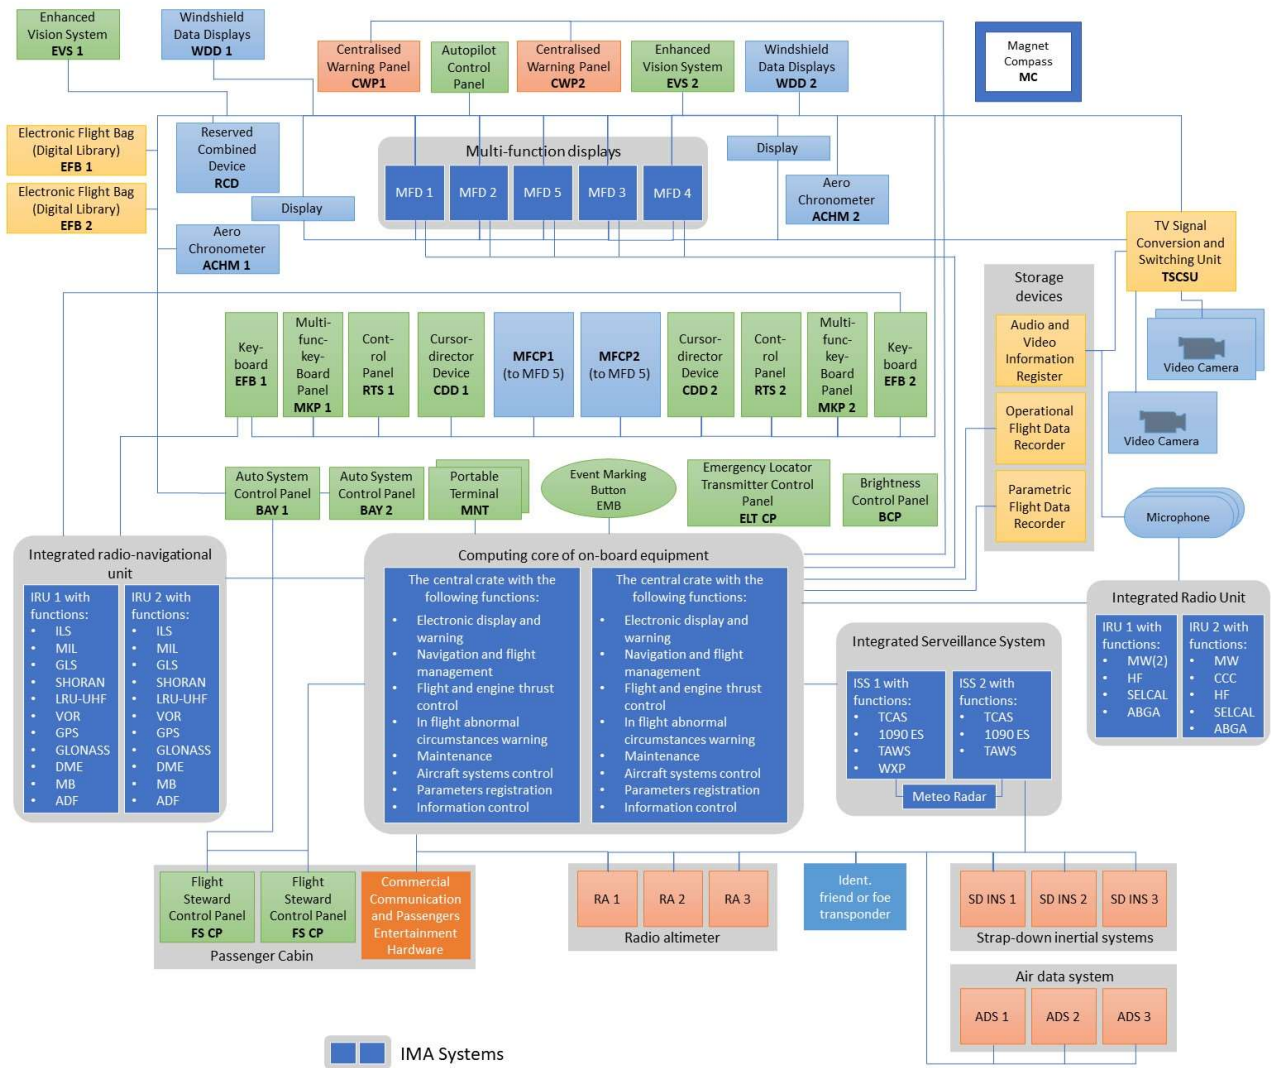 Enhanced
Vision System
EVS 1
Windshield
Data Displays
WDD 1
Centralised
Warning Panel
CWP1
Autopilot
Control
Panel
Centralised
Warning Panel
CWP2
Enhanced
Vision System
EVS 2
Windshield
Data Displays
WDD 2
Magnet
Compass
MC
Electronic Flight Bag
(Digital Library)
EFB 1
Electronic Flight Bag
(Digital Library)
EFB 2
Reserved
Combined
Device
RCD
Display
Aero
Chronometer
ACHM 1
Multi-function displays
MFD 1
MFD 2
MFD 5
MFD 3
MFD 4
Display
Aero
Chronometer
ACHM 2
TV Signal
Conversion and
Switching Unit
TSCSU
Storage
devices
Audio and
Video
Information
Register
Operational
Flight Data
Recorder
Parametric
Flight Data
Recorder
Video Camera
Video Camera
Microphone
Key-
board
EFB 1
Multi-
func-
key-
Board
Panel
MKP 1
Cont-
rol
Panel
RTS 1
Cursor-
director
Device
CDD 1
MFCP1
(to MFD 5)
MFCP2
(to MFD 5)
Cursor-
director
Device
CDD 2
Cont-
rol
Panel
RTS 2
Multi-
func-
key-
Board
Panel
MKP 2
Key-
board
EFB 2
Auto System
Control Panel
BAY 1
Auto System
Control Panel
BAY 2
Portable
Terminal
MNT
Event Marking
Button
EMB
Emergency Locator
Transmitter Control
Panel
ELT CP
Brightness
Control Panel
BCP
Integrated radio-navigational
unit
IRU 1 with
functions:
• ILS
• MIL
• GLS
• SHORAN
• LRU-UHF
• VOR
• GPS
• GLONASS
• DME
• MB
• ADF
IRU 2 with
functions:
• ILS
• MIL
• GLS
• SHORAN
• LRU-UHF
• VOR
• GPS
• GLONASS
• DME
• MB
• ADF
Computing core of on-board equipment
The central crate with the
following functions:
• Electronic display and
warning
• Navigation and flight
management
• Flight and engine thrust
control
• In flight abnormal
circumstances warning
• Maintenance
• Aircraft systems control
• Parameters registration
• Information control
The central crate with the
following functions:
• Electronic display and
warning
• Navigation and flight
management
• Flight and engine thrust
control
• In flight abnormal
circumstances warning
• Maintenance
• Aircraft systems control
• Parameters registration
• Information control
Integrated Serveillance System
ISS 1 with
functions:
• TCAS
• 1090 ES
• TAWS
• WXP
ISS 2 with
functions:
• TCAS
• 1090 ES
• TAWS
Meteo Radar
Integrated Radio Unit
IRU 1 with
functions:
• MW(2)
• HF
• SELCAL
• ABGA
IRU 2 with
functions:
• MW
• CCC
• HF
• SELCAL
• ABGA
Flight
Steward
Control Panel
FS CP
Flight
Steward
Control Panel
FS CP
Commercial
Communication
and Passengers
Entertainment
Hardware
Passenger Cabin
RA 1
RA 2
RA 3
Radio altimeter
Ident.
friend or foe
transponder
SD INS 1
SD INS 2
SD INS 3
Strap-down inertial systems
Air data system
ADS 1
ADS 2
ADS 3
IMA Systems